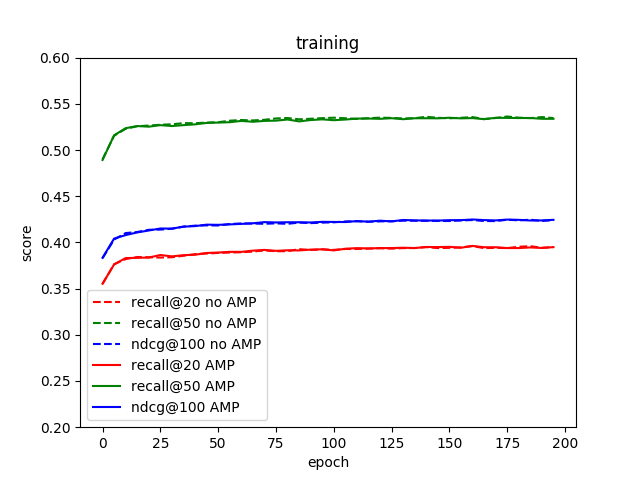 training
score
0.60
0.55
0.50
0.45
0.40
0.35
0.30
0.25
0.20
recall@20 no AMP
recall@50 no AMP
ndcg@100 no AMP
recall@20 AMP
recall@50 AMP
ndcg@100 AMP
0 25 50 75 100 125 150 175 200
epoch